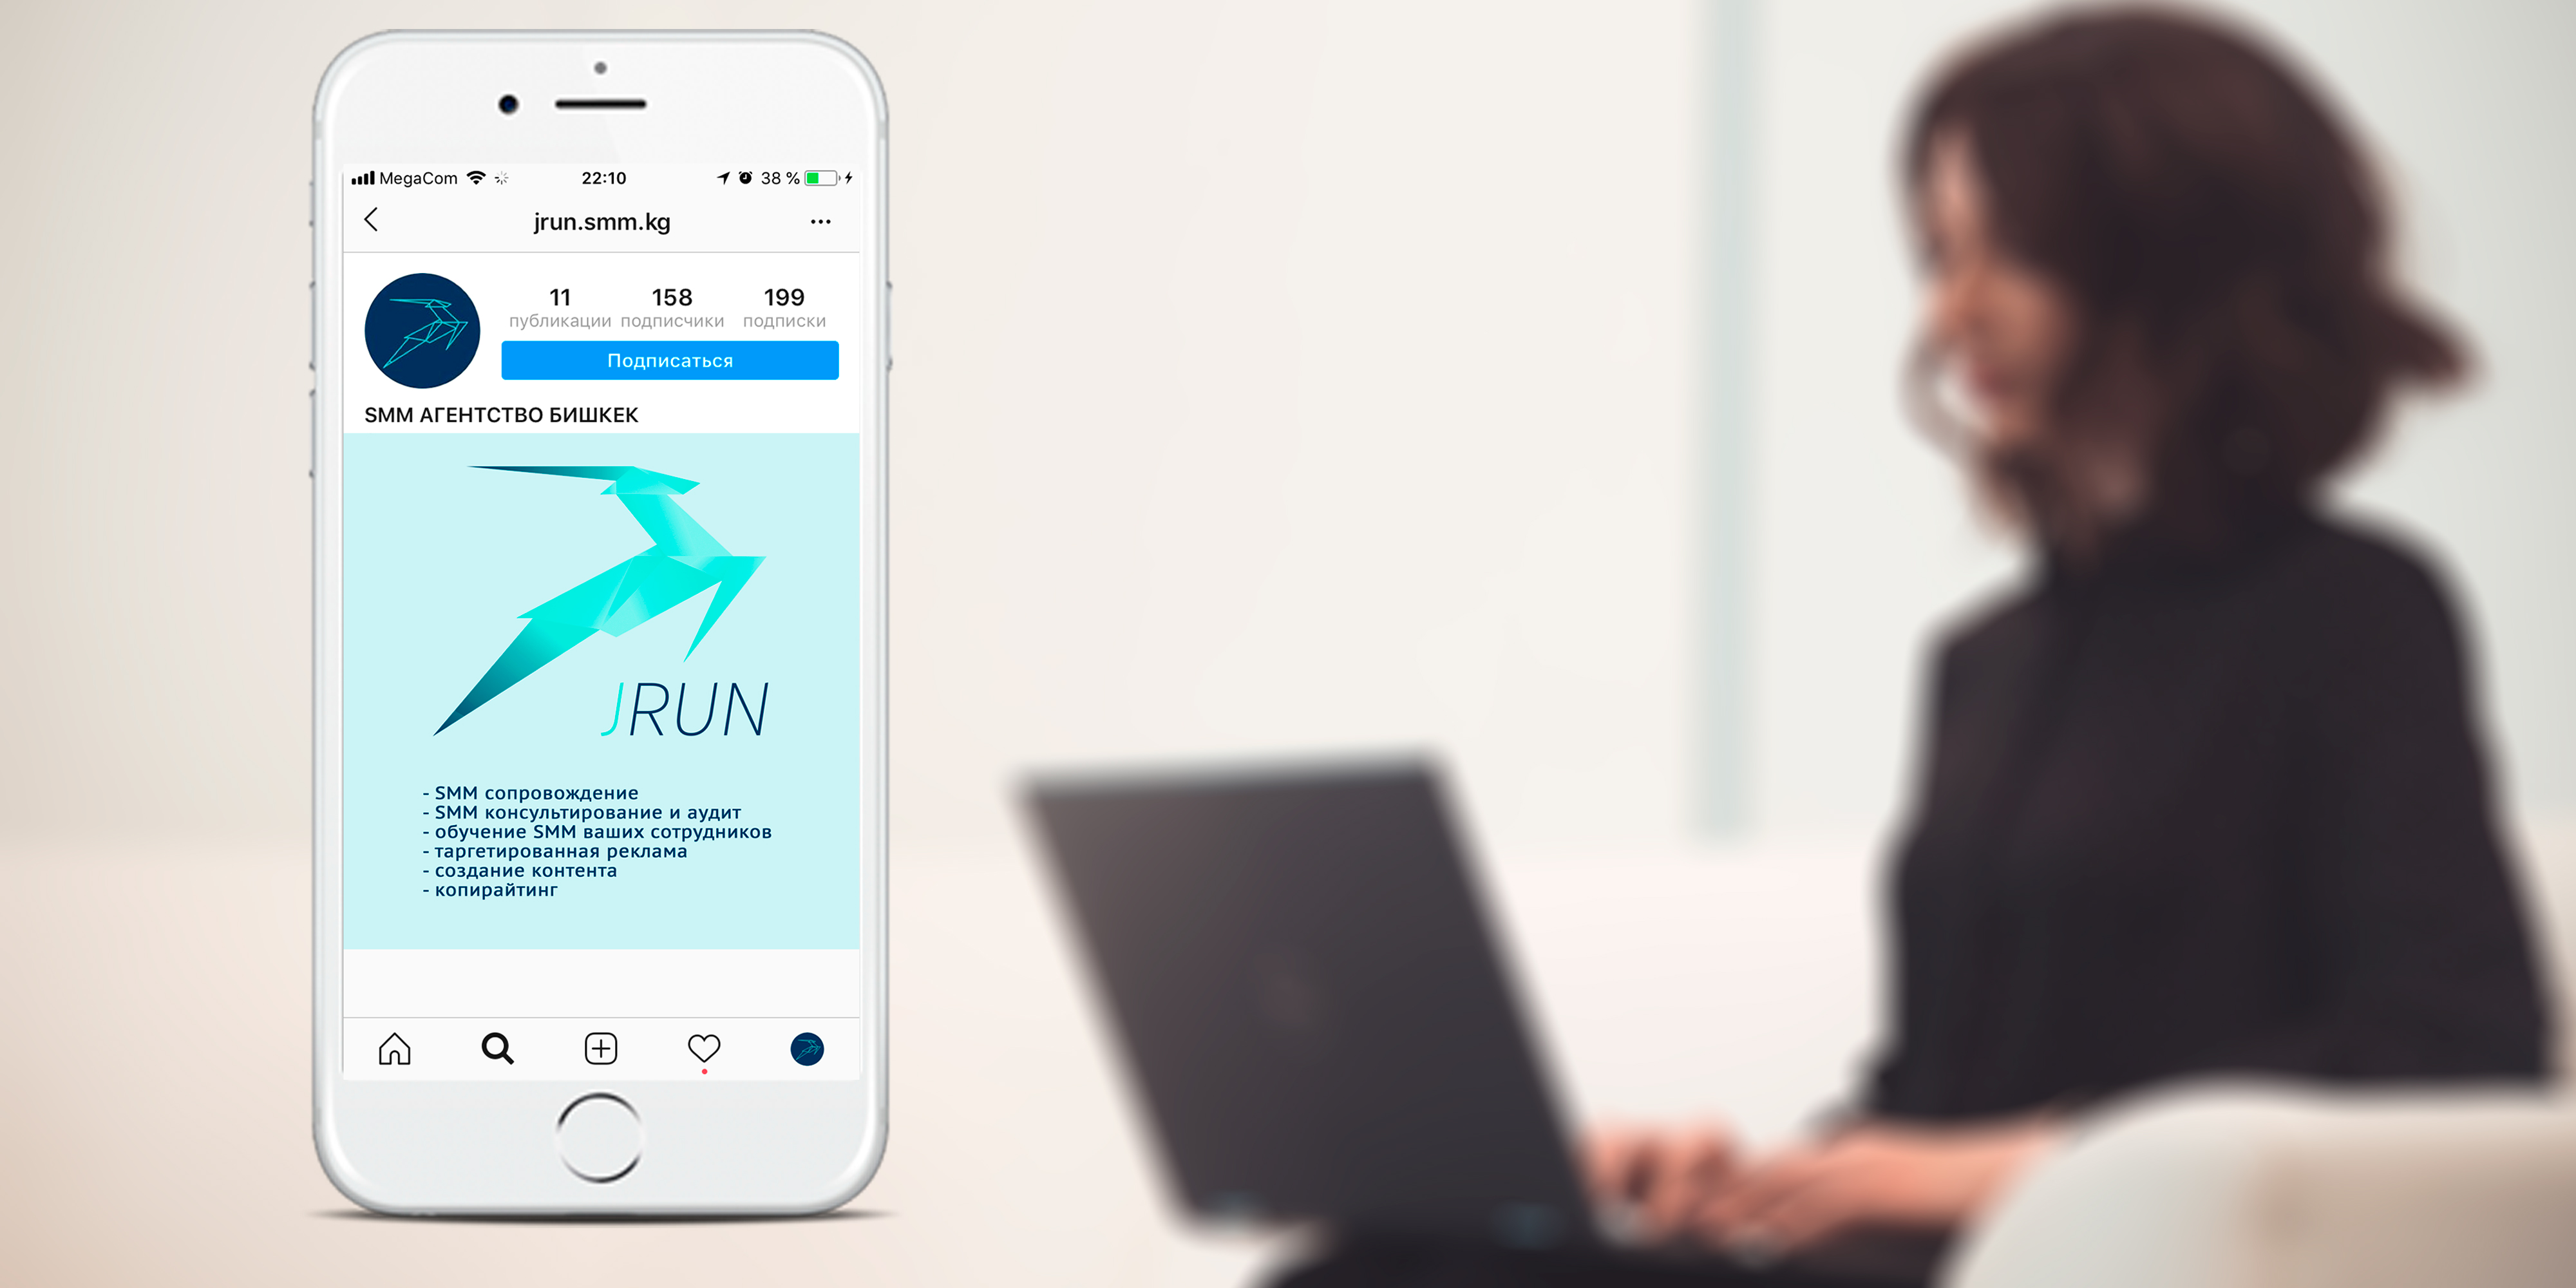 MegaCom 22:10 38 %
jrun.smm.kg
11 158 199
публикации подписчики подписки
Подписаться
SMM АГЕНТСТВО БИШКЕК
JRUN
- SMM сопровождение
- SMM консультирование и аудит
- обучение SMM ваших сотрудников
- таргетированная реклама
- создание контента
- копирайтинг